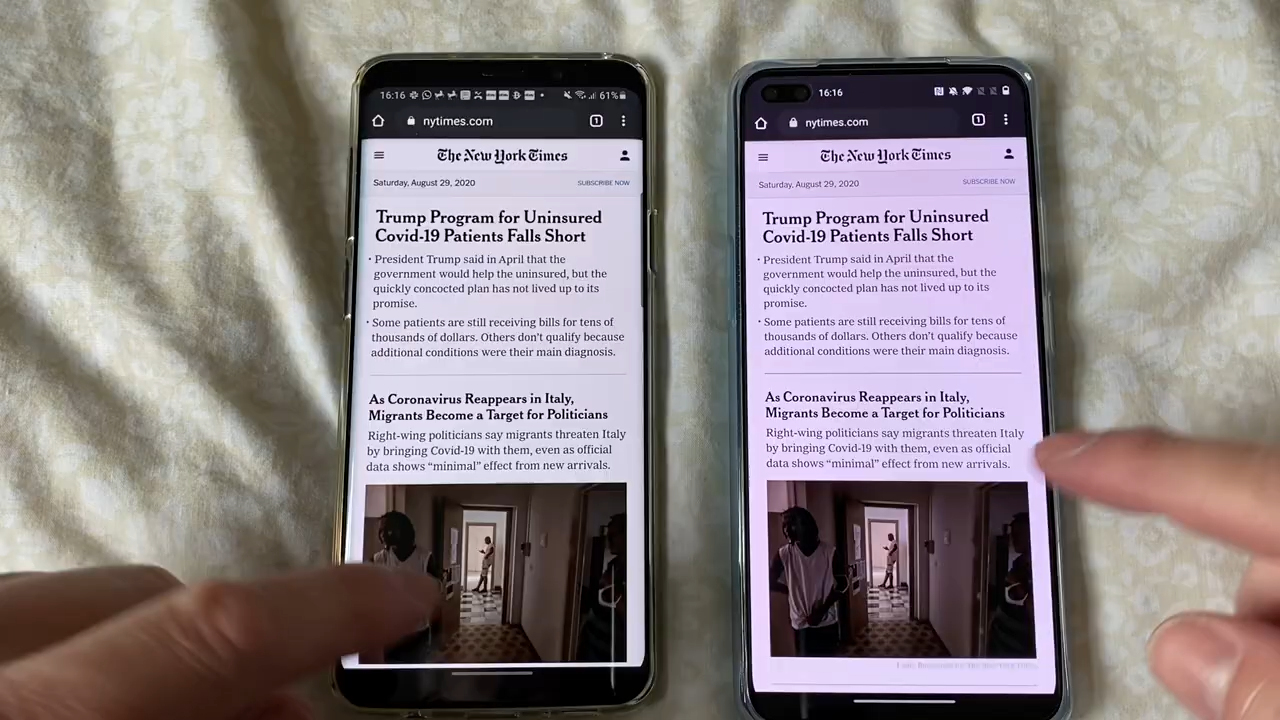 16:16
61%
nytimes.com
1
The New York Times
Saturday, August 29, 2020
SUBSCRIBE NOW
Trump Program for Uninsured
Covid-19 Patients Falls Short
• President Trump said in April that the
government would help the uninsured, but the
quickly concocted plan has not lived up to its
promise.
• Some patients are still receiving bills for tens of
thousands of dollars. Others don't qualify because
additional conditions were their main diagnosis.
As Coronavirus Reappears in Italy,
Migrants Become a Target for Politicians
Right-wing politicians say migrants threaten Italy
by bringing Covid-19 with them, even as official
data shows “minimal” effect from new arrivals.
16:16
nytimes.com
1
The New York Times
Saturday, August 29, 2020
SUBSCRIBE NOW
Trump Program for Uninsured
Covid-19 Patients Falls Short
• President Trump said in April that the
government would help the uninsured, but the
quickly concocted plan has not lived up to its
promise.
• Some patients are still receiving bills for tens of
thousands of dollars. Others don't qualify because
additional conditions were their main diagnosis.
As Coronavirus Reappears in Italy,
Migrants Become a Target for Politicians
Right-wing politicians say migrants threaten Italy
by bringing Covid-19 with them, even as official
data shows “minimal” effect from new arrivals.